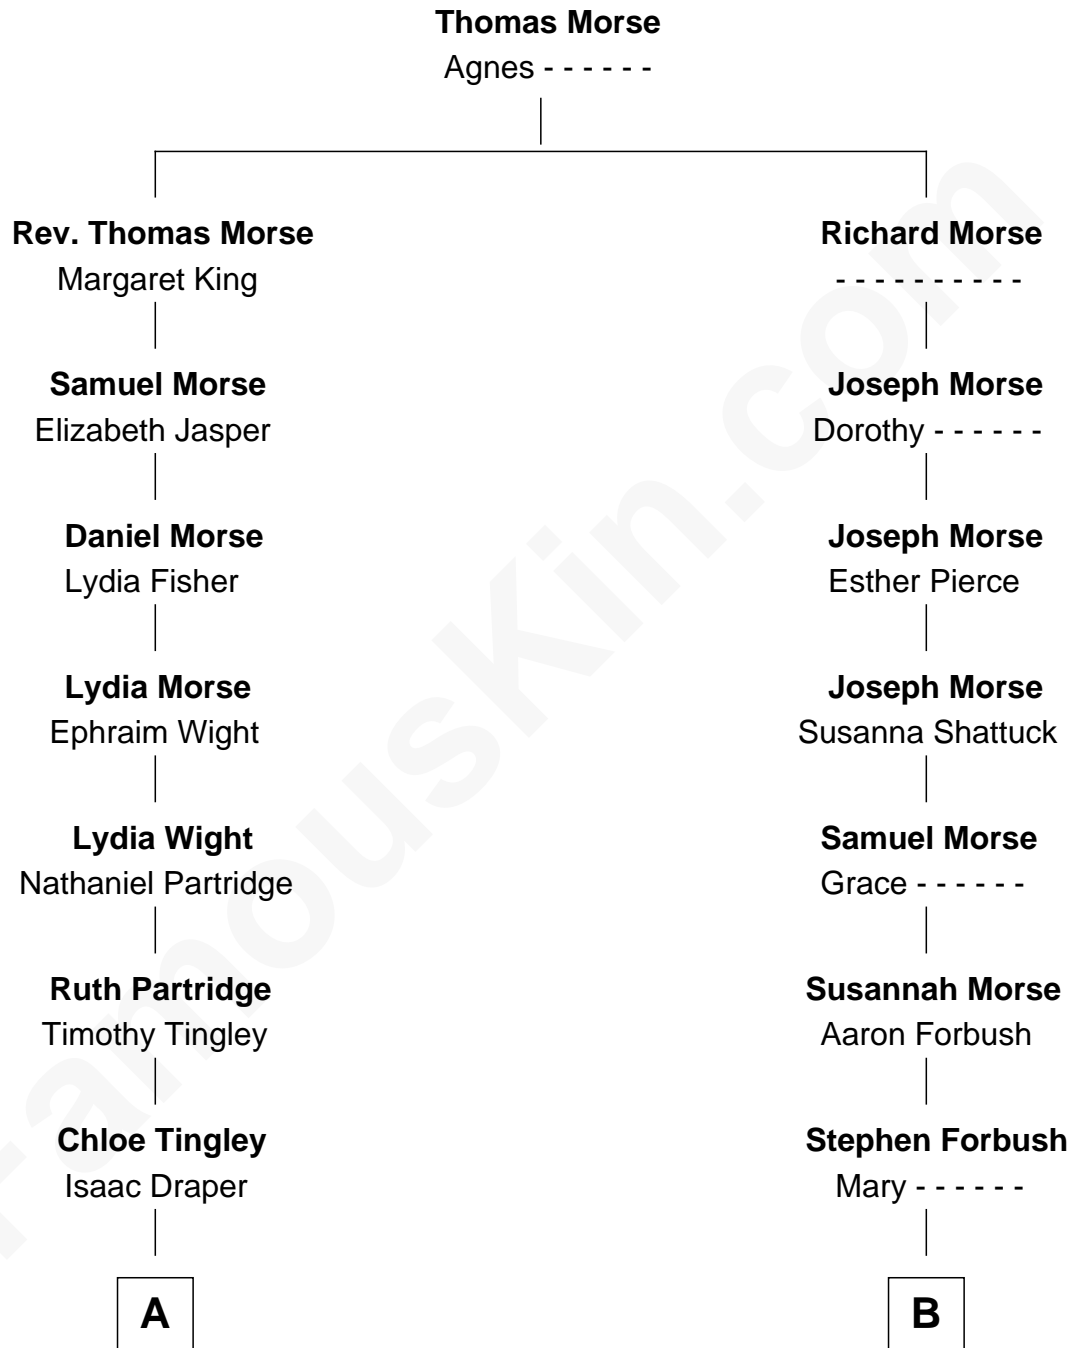 Thomas Morse
Agnes - - - - - -
Rev. Thomas Morse
Margaret King
Richard Morse
- - - - - - - - - -
Samuel Morse
Elizabeth Jasper
Joseph Morse
Dorothy - - - - - -
Daniel Morse
Lydia Fisher
Joseph Morse
Esther Pierce
Lydia Morse
Ephraim Wight
Joseph Morse
Susanna Shattuck
Lydia Wight
Nathaniel Partridge
Samuel Morse
Grace - - - - - -
Ruth Partridge
Timothy Tingley
Susannah Morse
Aaron Forbush
Chloe Tingley
Isaac Draper
Stephen Forbush
Mary - - - - - -
A
B
FamousKin.com